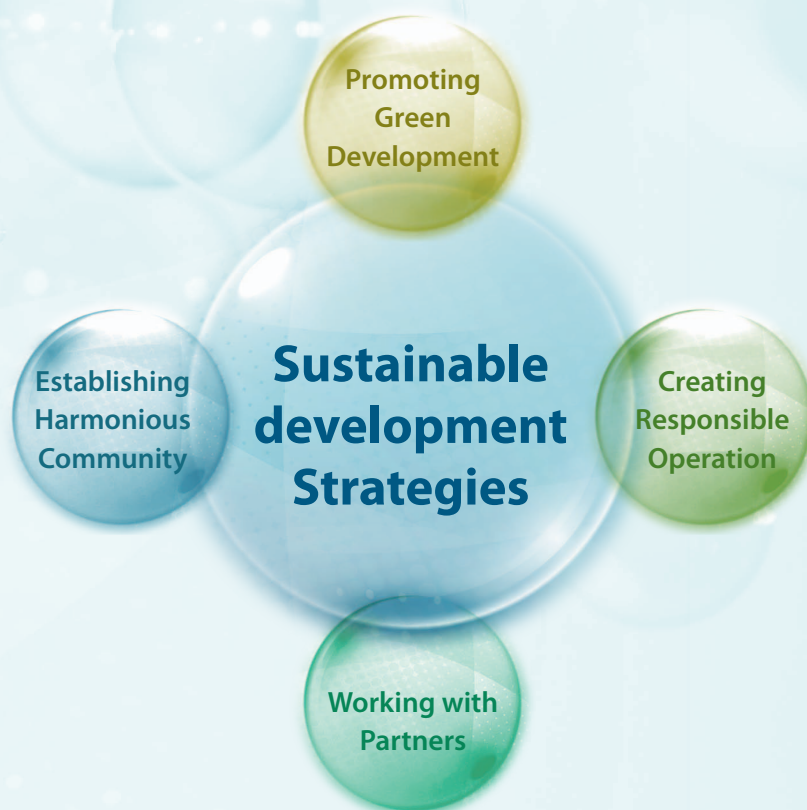 Promoting
Green
Development
Establishing
Harmonious
Community
Sustainable
development
Strategies
Creating
Responsible
Operation
Working with
Partners